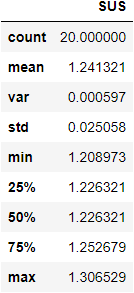 SUS
count 20.000000
mean 1.241321
var 0.000597
std 0.025058
min 1.208973
25% 1.226321
50% 1.226321
75% 1.252679
max 1.306529